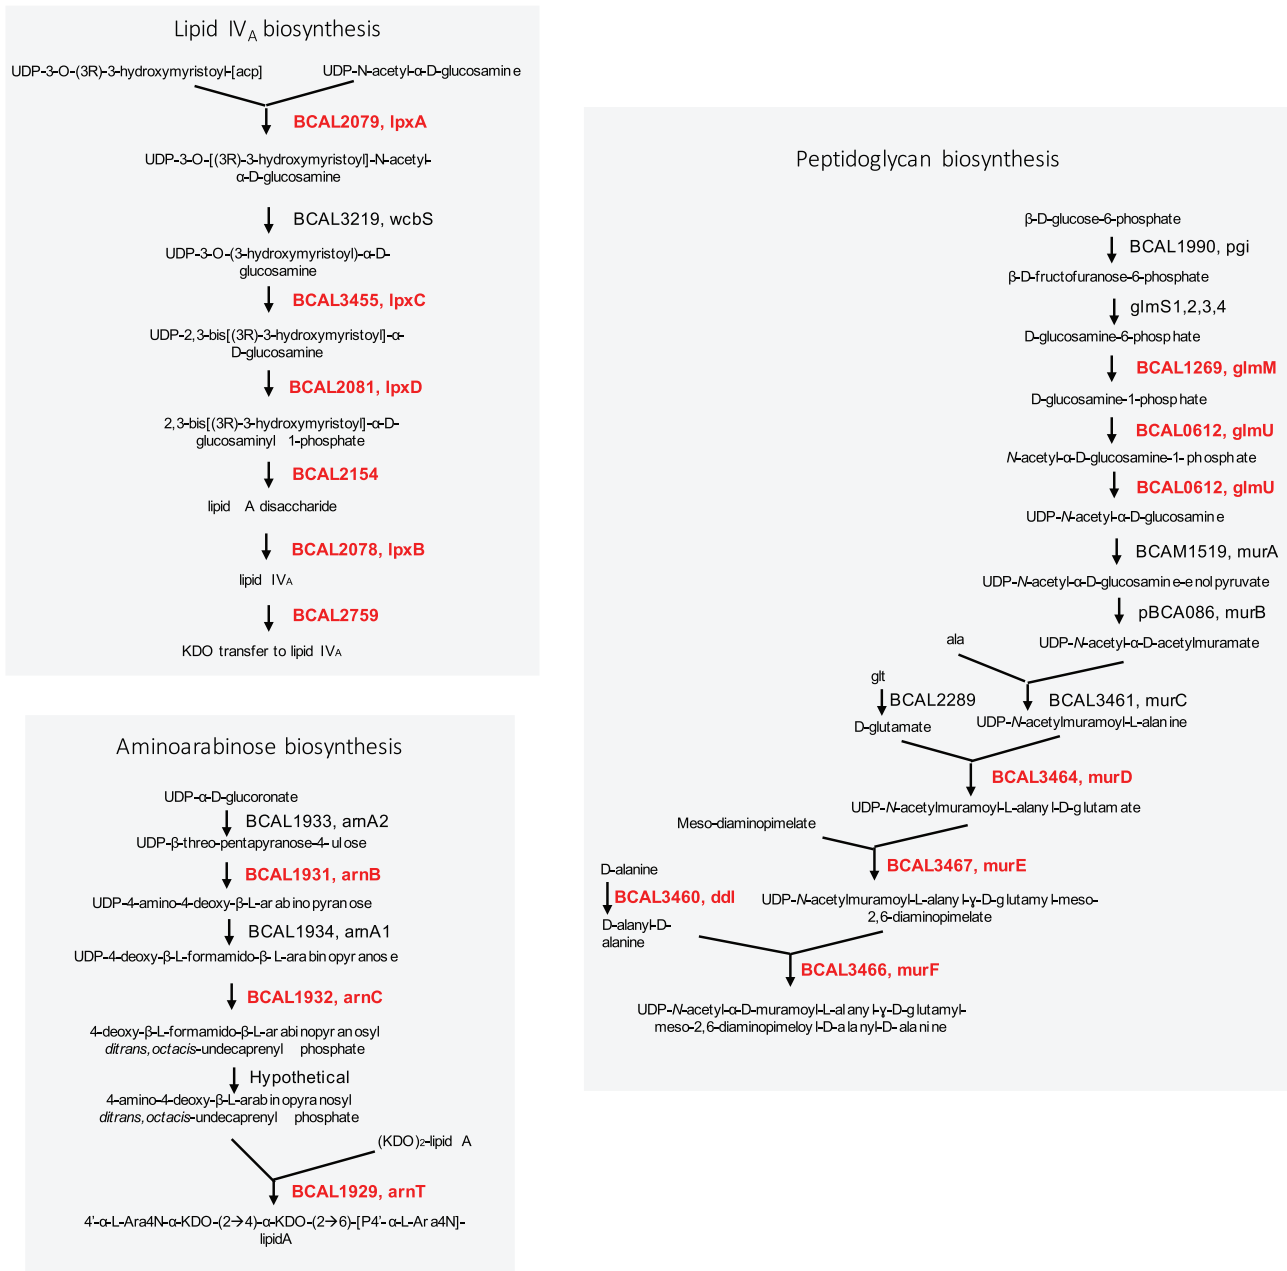 Lipid IVA biosynthesis
UDP-3-O-(3R)-3-hydroxymyristoyl-[acp]
UDP-N-acetyl-α-D-glucosamine
BCAL2079, lpxA
UDP-3-O-[(3R)-3-hydroxymyristoyl]-N-acetyl-
α-D-glucosamine
BCAL3219, wcbS
UDP-3-O-(3-hydroxymyristoyl)-α-D-
glucosamine
BCAL3455, lpxC
UDP-2,3-bis[(3R)-3-hydroxymyristoyl]-α-
D-glucosamine
BCAL2081, lpxD
2,3-bis[(3R)-3-hydroxymyristoyl]-α-D-
glucosaminyl 1-phosphate
BCAL2154
lipid A disaccharide
BCAL2078, lpxB
lipid IVA
BCAL2759
KDO transfer to lipid IVA
Aminoarabinose biosynthesis
UDP-α-D-glucoronate
BCAL1933, arnA2
UDP-β-threo-pentapyranose-4-ulose
BCAL1931, arnB
UDP-4-amino-4-deoxy-β-L-arabinopyranose
BCAL1934, arnA1
UDP-4-deoxy-β-L-formamido-β-L-arabinopyranose
BCAL1932, arnC
4-deoxy-β-L-formamido-β-L-arabinopyranosyl
ditrans,octacis-undecaprenyl phosphate
Hypothetical
4-amino-4-deoxy-β-L-arabinopyranosyl
ditrans,octacis-undecaprenyl phosphate
(KDO)2-lipid A
BCAL1929, arnT
4'-α-L-Ara4N-α-KDO-(2→4)-α-KDO-(2→6)-[P4'-α-L-Ara4N]-
lipidA
Peptidoglycan biosynthesis
β-D-glucose-6-phosphate
BCAL1990, pgi
β-D-fructofuranose-6-phosphate
glmS1,2,3,4
D-glucosamine-6-phosphate
BCAL1269, glmM
D-glucosamine-1-phosphate
BCAL0612, glmU
N-acetyl-α-D-glucosamine-1-phosphate
BCAL0612, glmU
UDP-N-acetyl-α-D-glucosamine
BCAM1519, murA
UDP-N-acetyl-α-D-glucosamine-enolpyruvate
pBCA086, murB
ala
UDP-N-acetyl-α-D-acetylmuramate
glt
BCAL2289
BCAL3461, murC
D-glutamate
UDP-N-acetylmuramoyl-L-alanine
BCAL3464, murD
UDP-N-acetylmuramoyl-L-alanyl-D-glutamate
Meso-diaminopimelate
BCAL3467, murE
D-alanine
BCAL3460, ddl
UDP-N-acetylmuramoyl-L-alanyl-γ-D-glutamyl-meso-
2,6-diaminopimelate
D-alanyl-D-
alanine
BCAL3466, murF
UDP-N-acetyl-α-D-muramoyl-L-alanyl-γ-D-glutamyl-
meso-2,6-diaminopimeloyl-D-alanyl-D-alanine